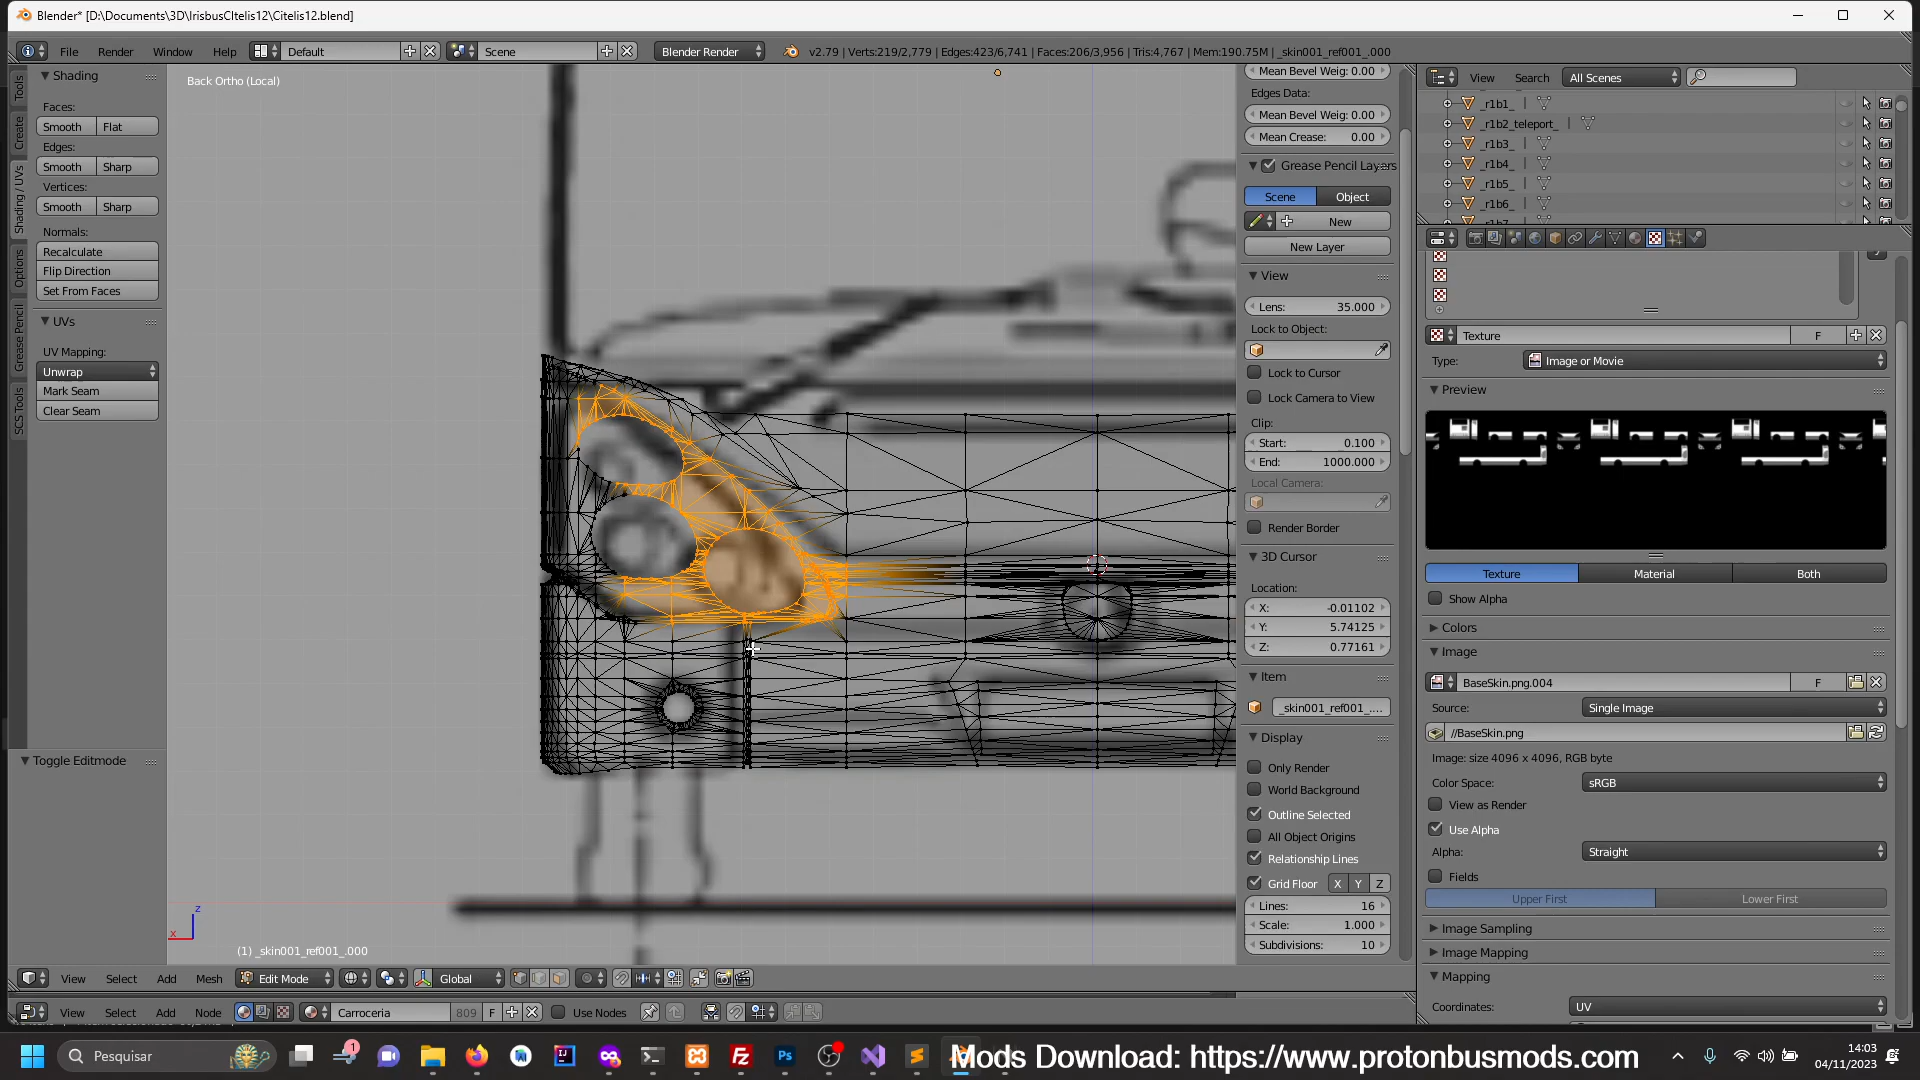 Blender* [D:\Documents\3D\IrisbusCItelis12\Citelis12.blend]
File Render Window Help Default Scene Blender Render v2.79 | Verts:219/2,779 | Edges:423/6,741 | Faces:206/3,956 | Tris:4,767 | Mem:190.75M | _skin001_ref001_.000
Tools
Create
Shading / UVs
Options
Grease Pencil
SCS Tools
Shading
Faces:
Smooth Flat
Edges:
Smooth Sharp
Vertices:
Smooth Sharp
Normals:
Recalculate
Flip Direction
Set From Faces
UVs
UV Mapping:
Unwrap
Mark Seam
Clear Seam
Toggle Editmode
Back Ortho (Local)
z
x
(1) _skin001_ref001_.000
Mean Bevel Weig: 0.00
Edges Data:
Mean Bevel Weig: 0.00
Mean Crease: 0.00
Grease Pencil Layers
Scene Object
New
New Layer
View
Lens: 35.000
Lock to Object:
Lock to Cursor
Lock Camera to View
Clip:
Start: 0.100
End: 1000.000
Local Camera:
Render Border
3D Cursor
Location:
X: -0.01102
Y: 5.74125
Z: 0.77161
Item
_skin001_ref001_....
Display
Only Render
World Background
Outline Selected
All Object Origins
Relationship Lines
Grid Floor X Y Z
Lines: 16
Scale: 1.000
Subdivisions: 10
View Search All Scenes
_r1b1_
_r1b2_teleport_
_r1b3_
_r1b4_
_r1b5_
_r1b6_
Texture F
Type: Image or Movie
Preview
Texture Material Both
Show Alpha
Colors
Image
BaseSkin.png.004 F
Source: Single Image
//BaseSkin.png
Image: size 4096 x 4096, RGB byte
Color Space: sRGB
View as Render
Use Alpha
Alpha: Straight
Fields
Upper First Lower First
Image Sampling
Image Mapping
Mapping
Coordinates: UV
View Select Add Mesh Edit Mode Global
View Select Add Node Carroceria 809 F Use Nodes
Pesquisar
1
Mods Download: https://www.protonbusmods.com
14:03
04/11/2023